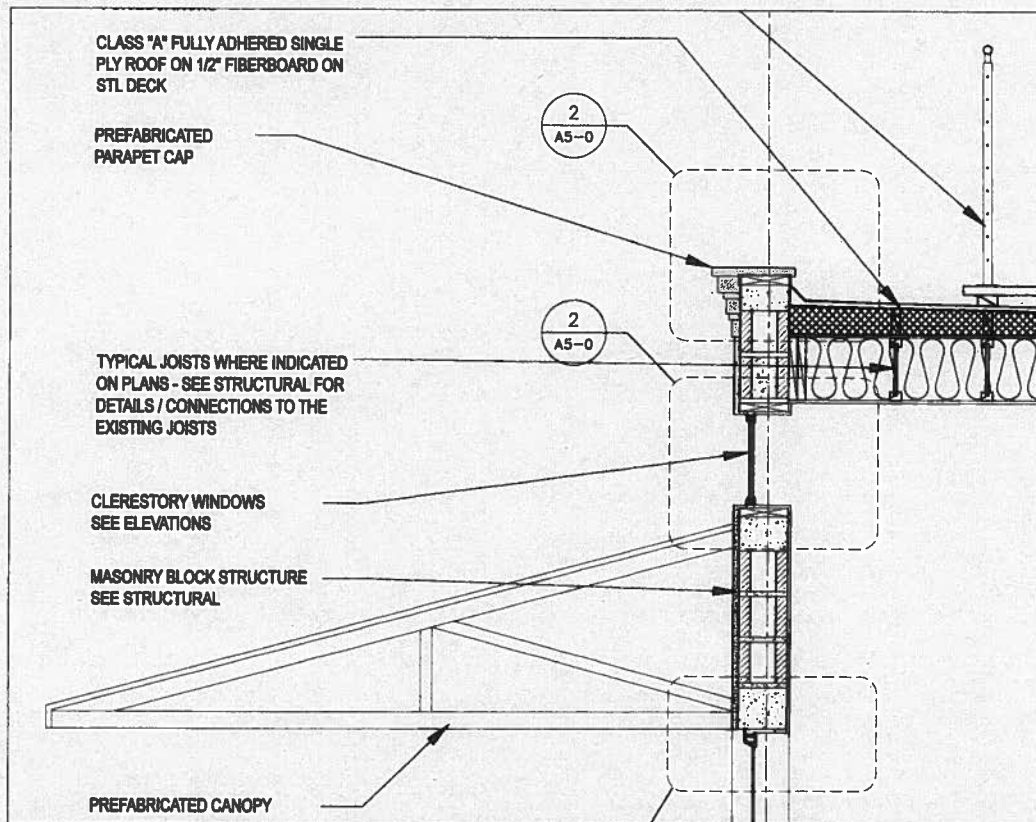 CLASS "A" FULLY ADHERED SINGLE
PLY ROOF ON 1/2" FIBERBOARD ON
STL DECK
2
A5-0
PREFABRICATED
PARAPET CAP
2
A5-0
TYPICAL JOISTS WHERE INDICATED
ON PLANS - SEE STRUCTURAL FOR
DETAILS / CONNECTIONS TO THE
EXISTING JOISTS
CLERESTORY WINDOWS
SEE ELEVATIONS
MASONRY BLOCK STRUCTURE
SEE STRUCTURAL
PREFABRICATED CANOPY